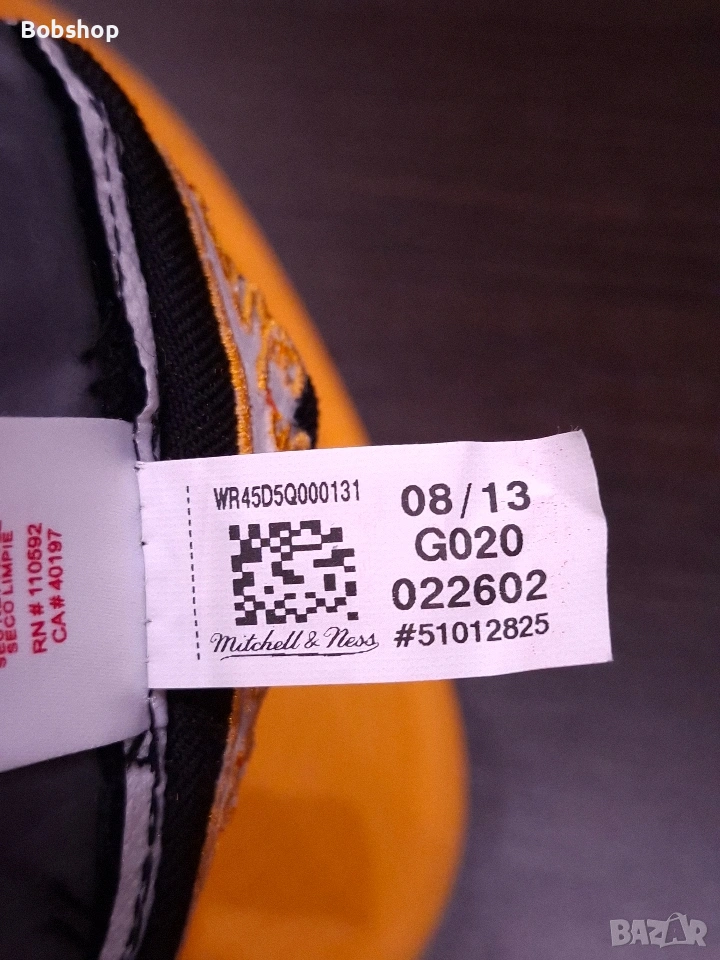 Bobshop
WR45D5Q000131
Mitchell & Ness
08/13
G020
022602
#51012825
SECO LIMPIE
RN# 110592
CA# 40197
BAZAR